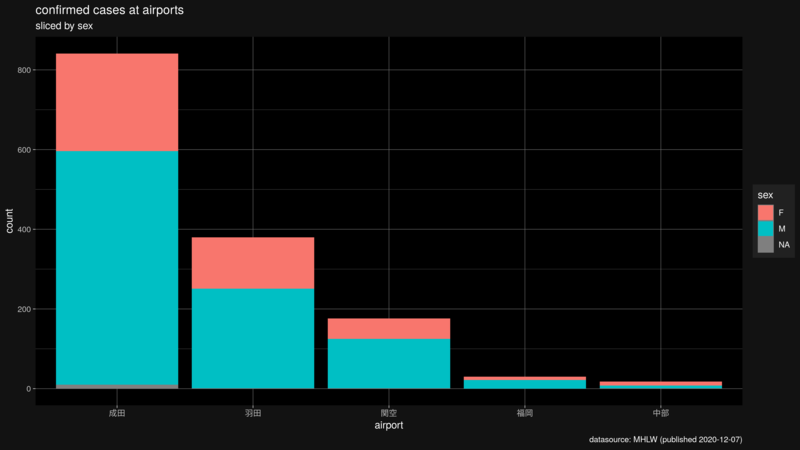 confirmed cases at airports
sliced by sex
800
600
400
200
0
count
成田
羽田
関空
福岡
中部
airport
sex
F
M
NA
datasource: MHLW (published 2020-12-07)